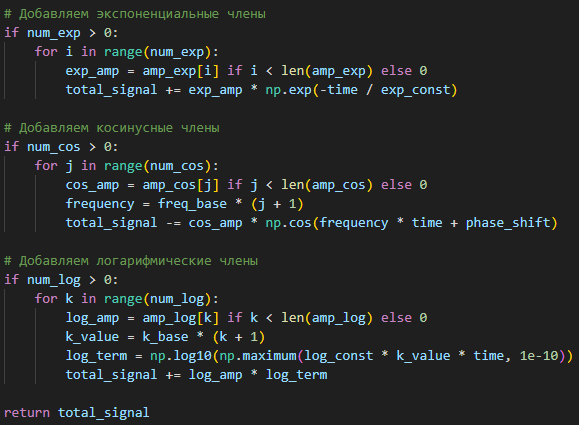 # Добавляем экспоненциальные члены
if num_exp > 0:
    for i in range(num_exp):
        exp_amp = amp_exp[i] if i < len(amp_exp) else 0
        total_signal += exp_amp * np.exp(-time / exp_const)

# Добавляем косинусные члены
if num_cos > 0:
    for j in range(num_cos):
        cos_amp = amp_cos[j] if j < len(amp_cos) else 0
        frequency = freq_base * (j + 1)
        total_signal -= cos_amp * np.cos(frequency * time + phase_shift)

# Добавляем логарифмические члены
if num_log > 0:
    for k in range(num_log):
        log_amp = amp_log[k] if k < len(amp_log) else 0
        k_value = k_base * (k + 1)
        log_term = np.log10(np.maximum(log_const * k_value * time, 1e-10))
        total_signal += log_amp * log_term

return total_signal